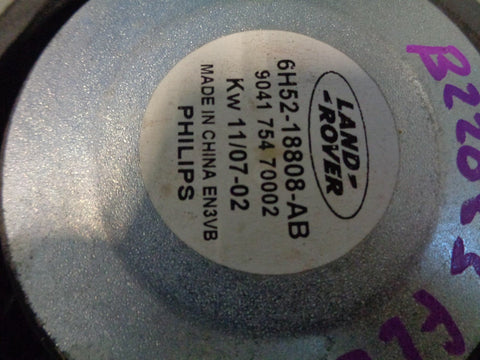 LAND-
-ROVER
6H52-18808-AB
9041 754 70002
Kw 11/07-02
MADE IN CHINA EN3VB
PHILIPS